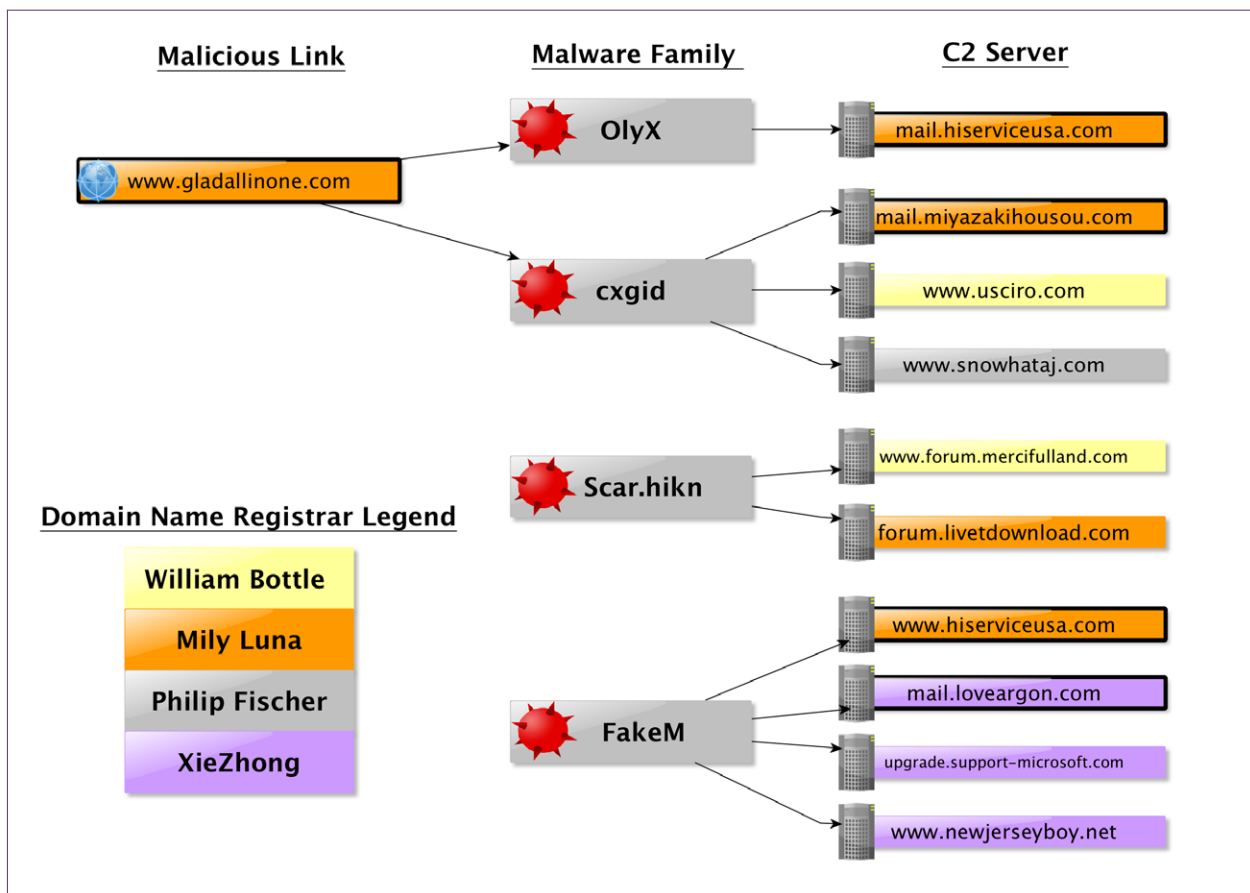 Malicious Link
Malware Family
C2 Server
www.gladallinone.com
OlyX
mail.hiserviceusa.com
mail.miyazakihousou.com
cxgid
www.usciro.com
www.snowhataj.com
Scar.hikn
www.forum.mercifulland.com
forum.livetdownload.com
www.hiserviceusa.com
FakeM
mail.loveargon.com
upgrade.support-microsoft.com
www.newjerseyboy.net
Domain Name Registrar Legend
William Bottle
Mily Luna
Philip Fischer
XieZhong